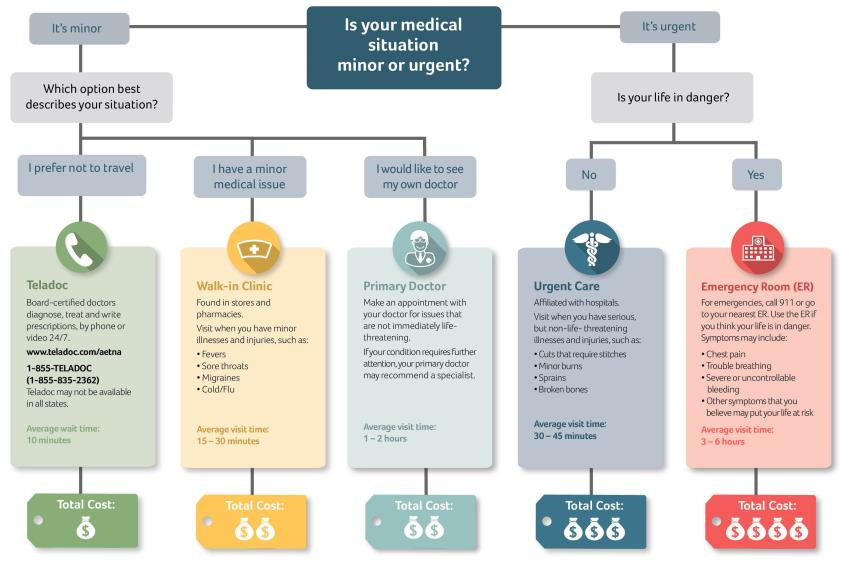 Is your medical
situation
minor or urgent?
It's minor
It's urgent
Which option best
describes your situation?
Is your life in danger?
I prefer not to travel
I have a minor
medical issue
I would like to see
my own doctor
No
Yes
Teladoc
Board-certified doctors
diagnose, treat and write
prescriptions, by phone or
video 24/7.
www.teladoc.com/aetna
1-855-TELADOC
(1-855-835-2362)
Teladoc may not be available
in all states.
Average wait time:
10 minutes
Walk-in Clinic
Found in stores and
pharmacies.
Visit when you have minor
illnesses and injuries, such as:
• Fevers
• Sore throats
• Migraines
• Cold/Flu
Average visit time:
15 – 30 minutes
Primary Doctor
Make an appointment with
your doctor for issues that
are not immediately life-
threatening.
If your condition requires further
attention, your primary doctor
may recommend a specialist.
Average visit time:
1 – 2 hours
Urgent Care
Affiliated with hospitals.
Visit when you have serious,
but non-life- threatening
illnesses and injuries, such as:
• Cuts that require stitches
• Minor burns
• Sprains
• Broken bones
Average visit time:
30 – 45 minutes
Emergency Room (ER)
For emergencies, call 911 or go
to your nearest ER. Use the ER if
you think your life is in danger.
Symptoms may include:
• Chest pain
• Trouble breathing
• Severe or uncontrollable
bleeding
• Other symptoms that you
believe may put your life at risk
Average visit time:
3 – 6 hours
Total Cost:
$
Total Cost:
$ $
Total Cost:
$ $
Total Cost:
$ $ $
Total Cost:
$ $ $ $